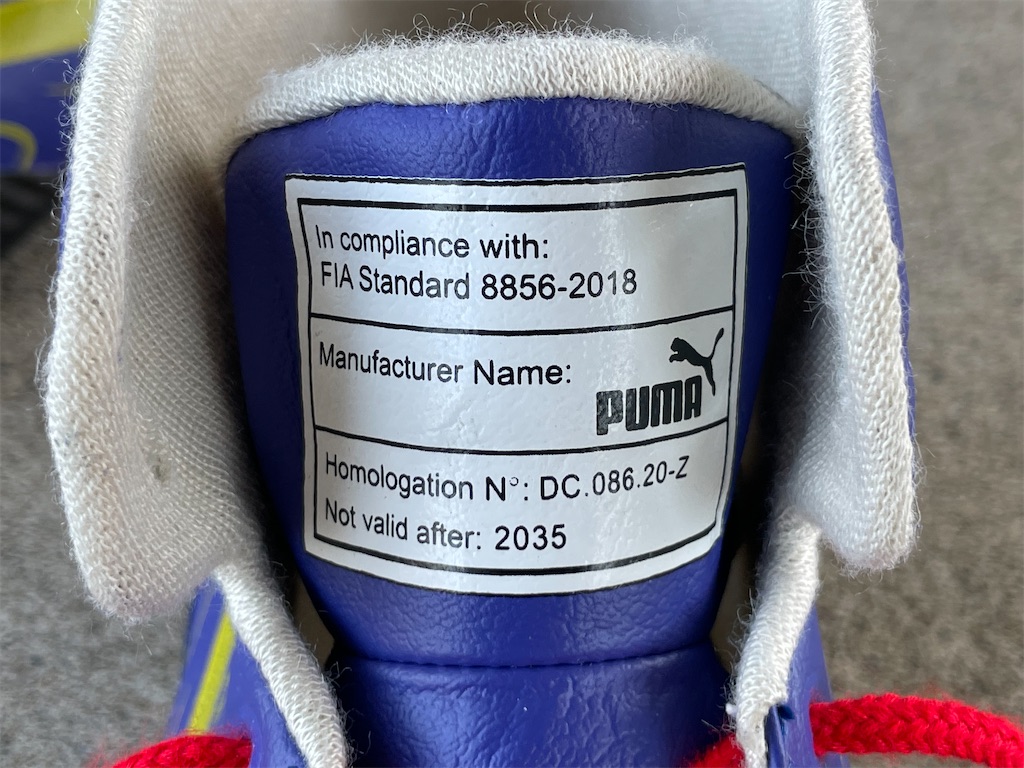 In compliance with:
FIA Standard 8856-2018
Manufacturer Name:
PUMA
Homologation N°: DC.086.20-Z
Not valid after: 2035